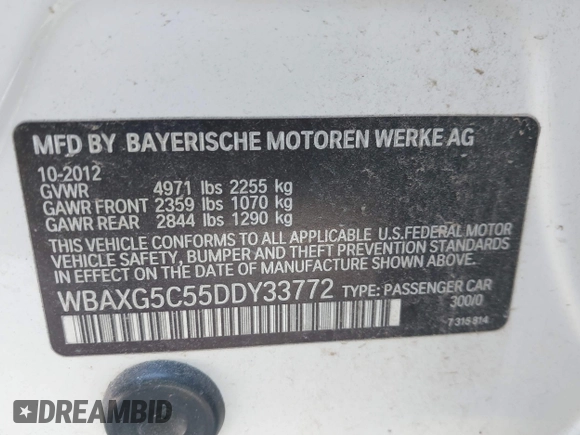 MFD BY BAYERISCHE MOTOREN WERKE AG
10-2012
GVWR 4971 lbs 2255 kg
GAWR FRONT 2359 lbs 1070 kg
GAWR REAR 2844 lbs 1290 kg
THIS VEHICLE CONFORMS TO ALL APPLICABLE U.S.FEDERAL MOTOR
VEHICLE SAFETY, BUMPER AND THEFT PREVENTION STANDARDS
IN EFFECT ON THE DATE OF MANUFACTURE SHOWN ABOVE.
WBAXG5C55DDY33772 TYPE: PASSENGER CAR
300/0
7 315 814
DREAMBID